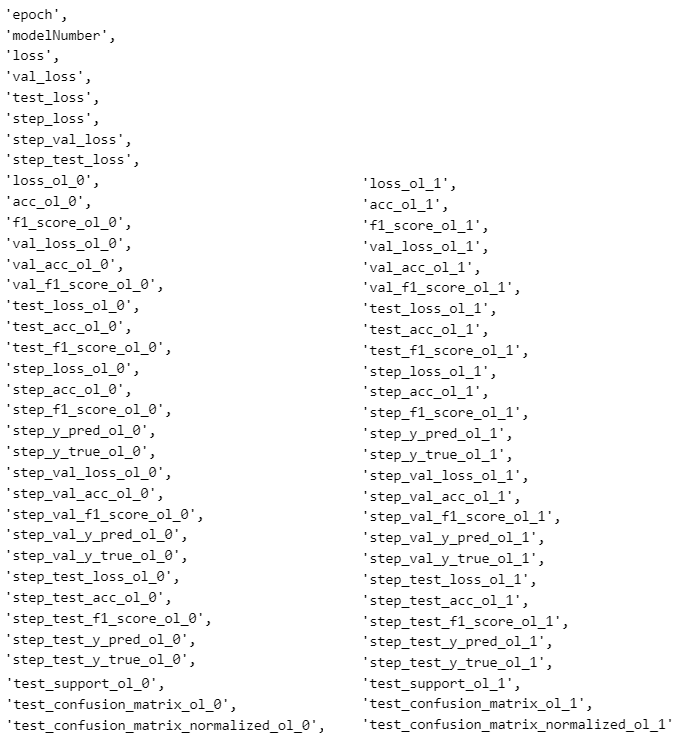 'epoch',
'modelNumber',
'loss',
'val_loss',
'test_loss',
'step_loss',
'step_val_loss',
'step_test_loss',
'loss_ol_0',
'acc_ol_0',
'f1_score_ol_0',
'val_loss_ol_0',
'val_acc_ol_0',
'val_f1_score_ol_0',
'test_loss_ol_0',
'test_acc_ol_0',
'test_f1_score_ol_0',
'step_loss_ol_0',
'step_acc_ol_0',
'step_f1_score_ol_0',
'step_y_pred_ol_0',
'step_y_true_ol_0',
'step_val_loss_ol_0',
'step_val_acc_ol_0',
'step_val_f1_score_ol_0',
'step_val_y_pred_ol_0',
'step_val_y_true_ol_0',
'step_test_loss_ol_0',
'step_test_acc_ol_0',
'step_test_f1_score_ol_0',
'step_test_y_pred_ol_0',
'step_test_y_true_ol_0',
'test_support_ol_0',
'test_confusion_matrix_ol_0',
'test_confusion_matrix_normalized_ol_0',
'loss_ol_1',
'acc_ol_1',
'f1_score_ol_1',
'val_loss_ol_1',
'val_acc_ol_1',
'val_f1_score_ol_1',
'test_loss_ol_1',
'test_acc_ol_1',
'test_f1_score_ol_1',
'step_loss_ol_1',
'step_acc_ol_1',
'step_f1_score_ol_1',
'step_y_pred_ol_1',
'step_y_true_ol_1',
'step_val_loss_ol_1',
'step_val_acc_ol_1',
'step_val_f1_score_ol_1',
'step_val_y_pred_ol_1',
'step_val_y_true_ol_1',
'step_test_loss_ol_1',
'step_test_acc_ol_1',
'step_test_f1_score_ol_1',
'step_test_y_pred_ol_1',
'step_test_y_true_ol_1',
'test_support_ol_1',
'test_confusion_matrix_ol_1',
'test_confusion_matrix_normalized_ol_1'